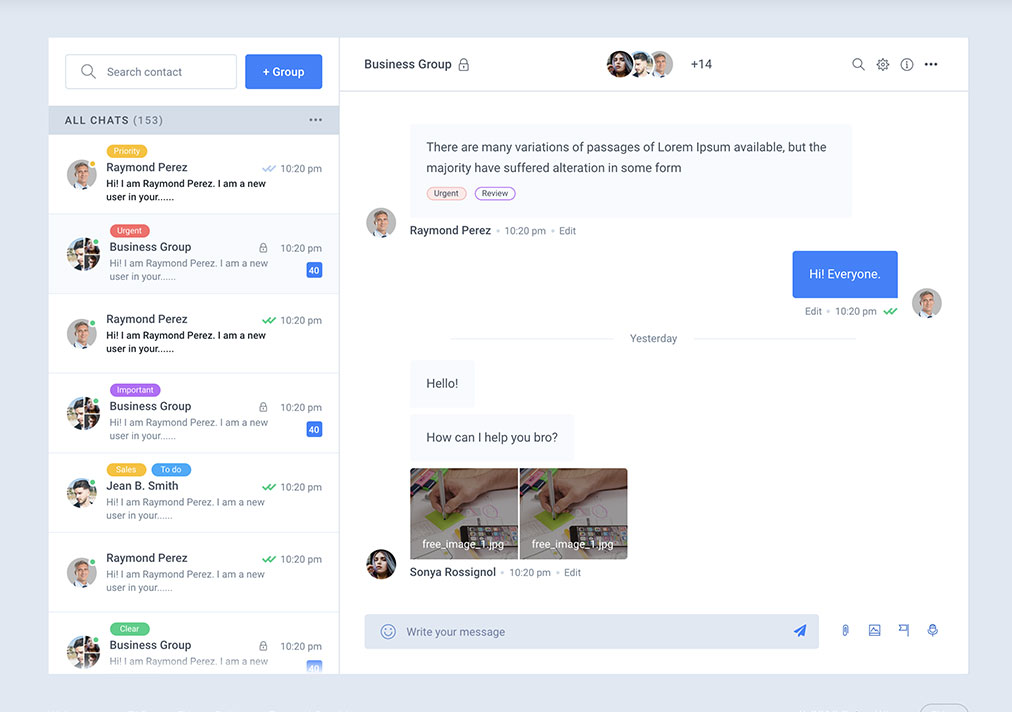 Search contact
+ Group
ALL CHATS (153)
Priority
Raymond Perez 10:20 pm
Hi! I am Raymond Perez. I am a new
user in your......
Urgent
Business Group 10:20 pm
Hi! I am Raymond Perez. I am a new
user in your......
40
Raymond Perez 10:20 pm
Hi! I am Raymond Perez. I am a new
user in your......
Important
Business Group 10:20 pm
Hi! I am Raymond Perez. I am a new
user in your......
40
Sales To do
Jean B. Smith 10:20 pm
Hi! I am Raymond Perez. I am a new
user in your......
Raymond Perez 10:20 pm
Hi! I am Raymond Perez. I am a new
user in your......
Clear
Business Group 10:20 pm
Hi! I am Raymond Perez. I am a new
40
Business Group
+14
There are many variations of passages of Lorem Ipsum available, but the
majority have suffered alteration in some form
Urgent Review
Raymond Perez • 10:20 pm • Edit
Hi! Everyone.
Edit • 10:20 pm
Yesterday
Hello!
How can I help you bro?
free_image_1.jpg free_image_1.jpg
Sonya Rossignol • 10:20 pm • Edit
Write your message